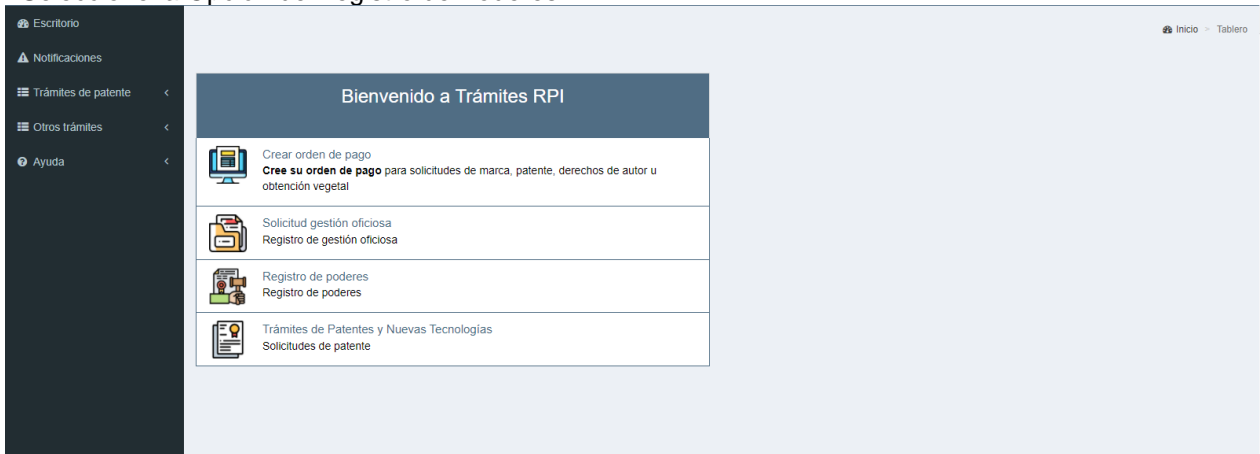 Escritorio
Inicio > Tablero
Notificaciones
Trámites de patente
Otros trámites
Ayuda
Bienvenido a Trámites RPI
Crear orden de pago
Cree su orden de pago para solicitudes de marca, patente, derechos de autor u
obtención vegetal
Solicitud gestión oficiosa
Registro de gestión oficiosa
Registro de poderes
Registro de poderes
Trámites de Patentes y Nuevas Tecnologías
Solicitudes de patente